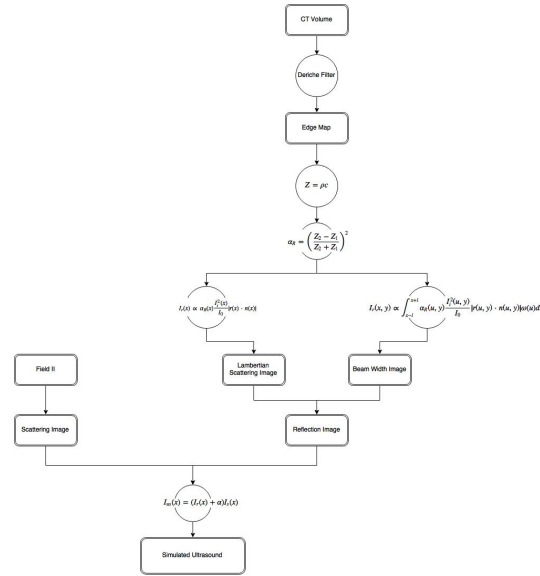 CT Volume
Deriche Filter
Edge Map
Z = ρc
α_R = ((Z_2 − Z_1) / (Z_2 + Z_1))^2
I_r(x) ∝ α_R(x) (I_i^2(x) / I_0) |r(x) · n(x)|
I_r(x, y) ∝ ∫_{x−1}^{x+1} α_R(u, y) (I_i^2(u, y) / I_0) |r(u, y) · n(u, y)|ω(u)d
Lambertian
Scattering Image
Beam Width Image
Field II
Scattering Image
Reflection Image
I_m(x) = (I_r(x) + α)I_s(x)
Simulated Ultrasound